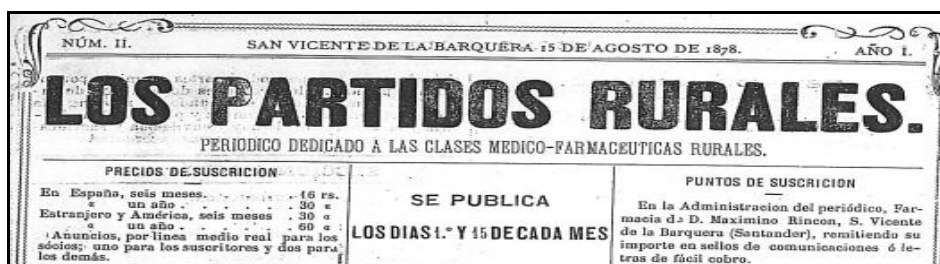 NÚM. II.
SAN VICENTE DE LA BARQUERA 15 DE AGOSTO DE 1878.
AÑO I.
LOS PARTIDOS RURALES.
PERIODICO DEDICADO A LAS CLASES MEDICO-FARMACEUTICAS RURALES.
PRECIOS DE SUSCRICION
En España, seis meses. . . . . 16 rs.
« un año . . . . . 30 «
Estranjero y América, seis meses . 30 «
« un año . . . . . 60 «
Anuncios, por linea medio real para los
sócios; uno para los suscritores y dos para
los demás.
SE PUBLICA
LOS DIAS 1.º Y 15 DE CADA MES
PUNTOS DE SUSCRICION
En la Administracion del periódico, Far-
macia de D. Maximino Rincon, S. Vicente
de la Barquera (Santander), remitiendo su
importe en sellos de comunicaciones ó le-
tras de fácil cobro.